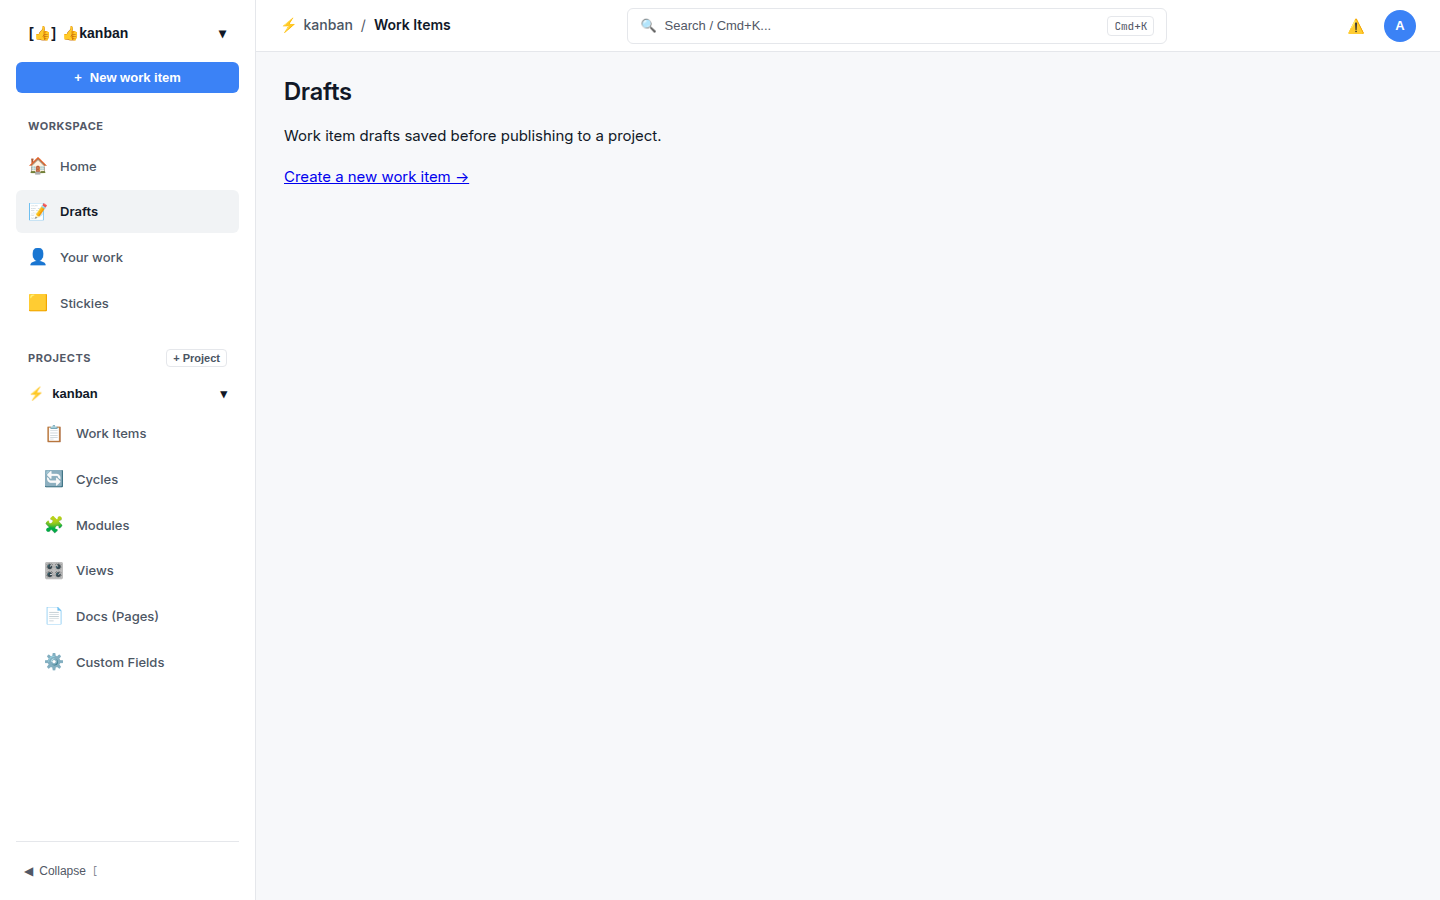 [👍] 👍kanban ▼
+ New work item
WORKSPACE
🏠 Home
📝 Drafts
👤 Your work
🟨 Stickies
PROJECTS + Project
⚡ kanban ▼
📋 Work Items
🔄 Cycles
🧩 Modules
🎛️ Views
📄 Docs (Pages)
⚙️ Custom Fields
◀ Collapse [
⚡ kanban / Work Items
🔍 Search / Cmd+K... Cmd+K
⚠️ A
Drafts
Work item drafts saved before publishing to a project.
Create a new work item →